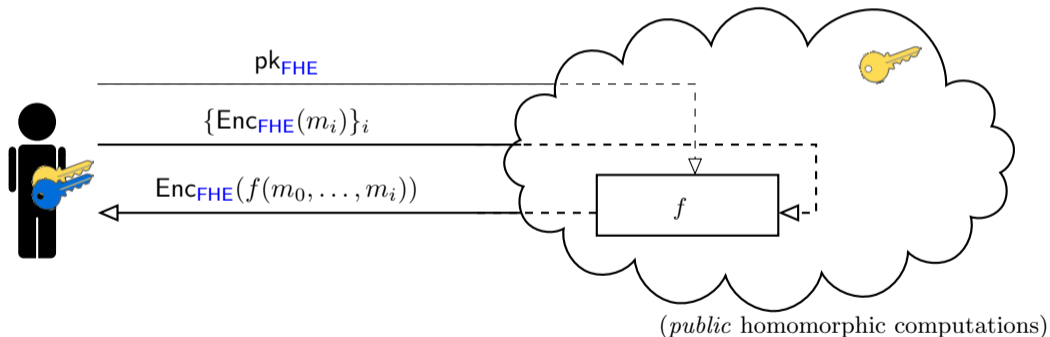 pk_FHE
{Enc_FHE(m_i)}_i
Enc_FHE(f(m_0, . . . , m_i))
f
(public homomorphic computations)